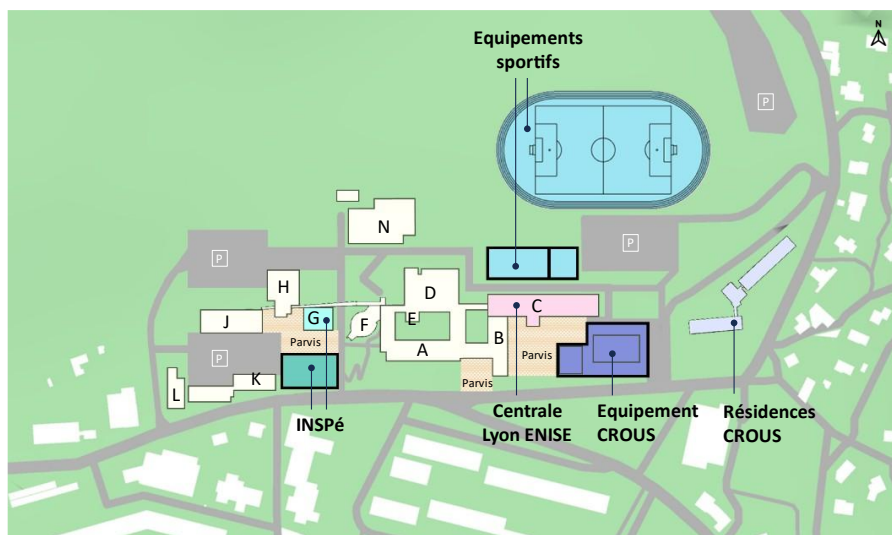 N
Equipements
sportifs
P
N
P
P
H
D
G
C
J
F
E
B
A
Parvis
Parvis
P
K
L
Parvis
INSPé
Centrale
Lyon ENISE
Equipement
CROUS
Résidences
CROUS